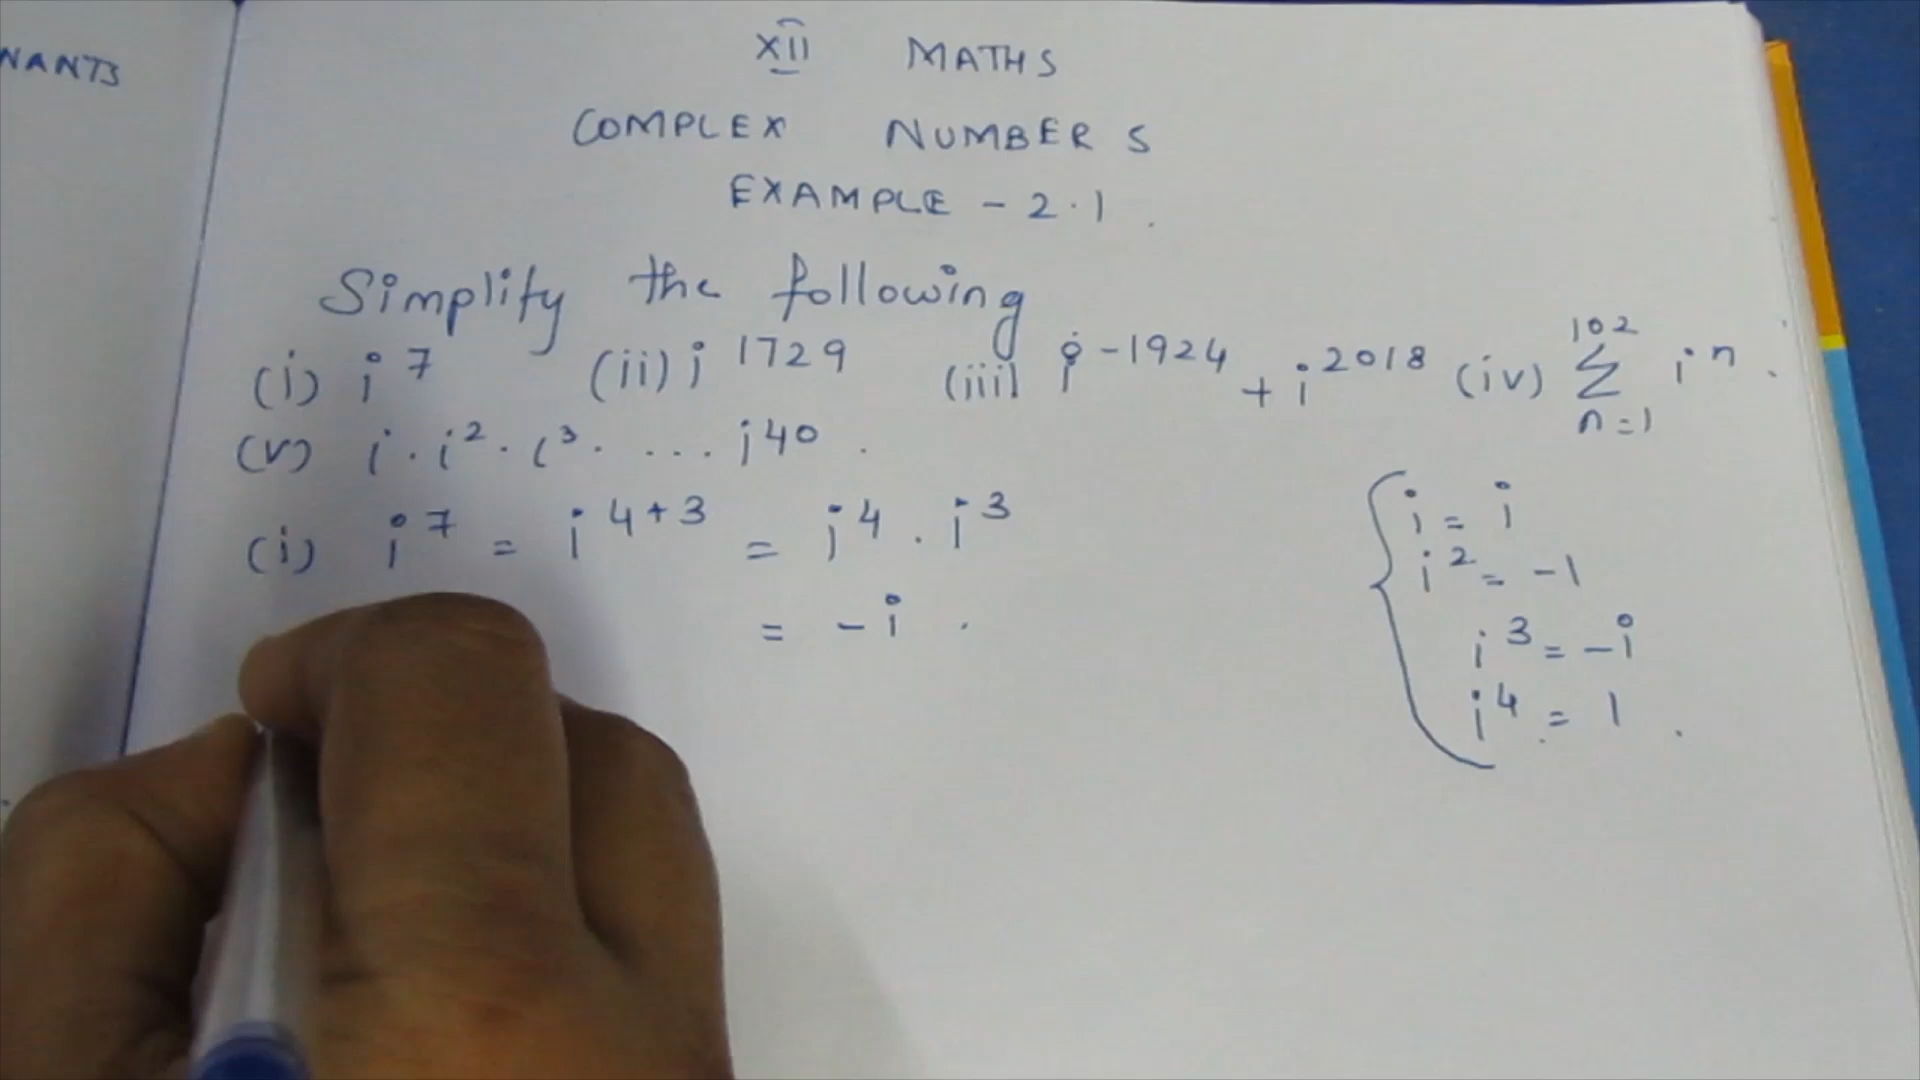 NANTS
XII MATHS
COMPLEX NUMBERS
EXAMPLE - 2.1.
Simplify the following
(i) i^7 (ii) i^1729 (iii) i^-1924 + i^2018 (iv) ∑_{n=1}^{102} i^n.
(v) i . i^2 . i^3 . ... i^40.
(i) i^7 = i^4+3 = i^4 . i^3
= -i.
i = i
i^2 = -1
i^3 = -i
i^4 = 1.